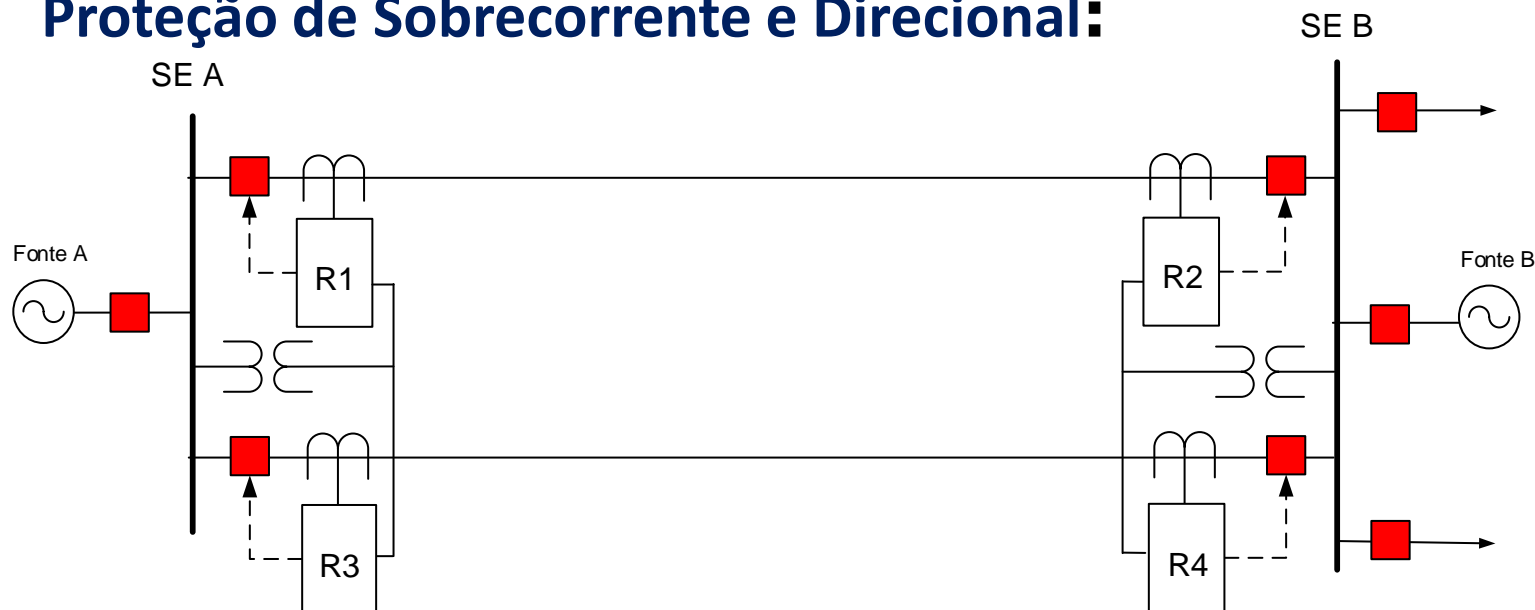 Proteção de Sobrecorrente e Direcional:
SE B
SE A
Fonte A
R1
R2
Fonte B
R3
R4